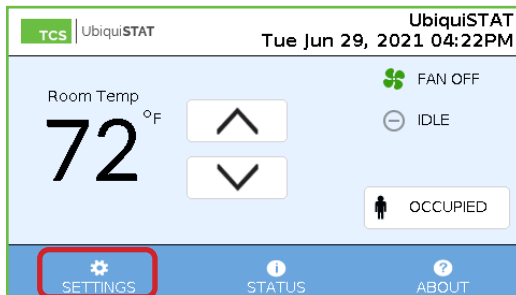 TCS UbiquiSTAT
UbiquiSTAT
Tue Jun 29, 2021 04:22PM
Room Temp
72 °F
FAN OFF
IDLE
OCCUPIED
SETTINGS
STATUS
ABOUT